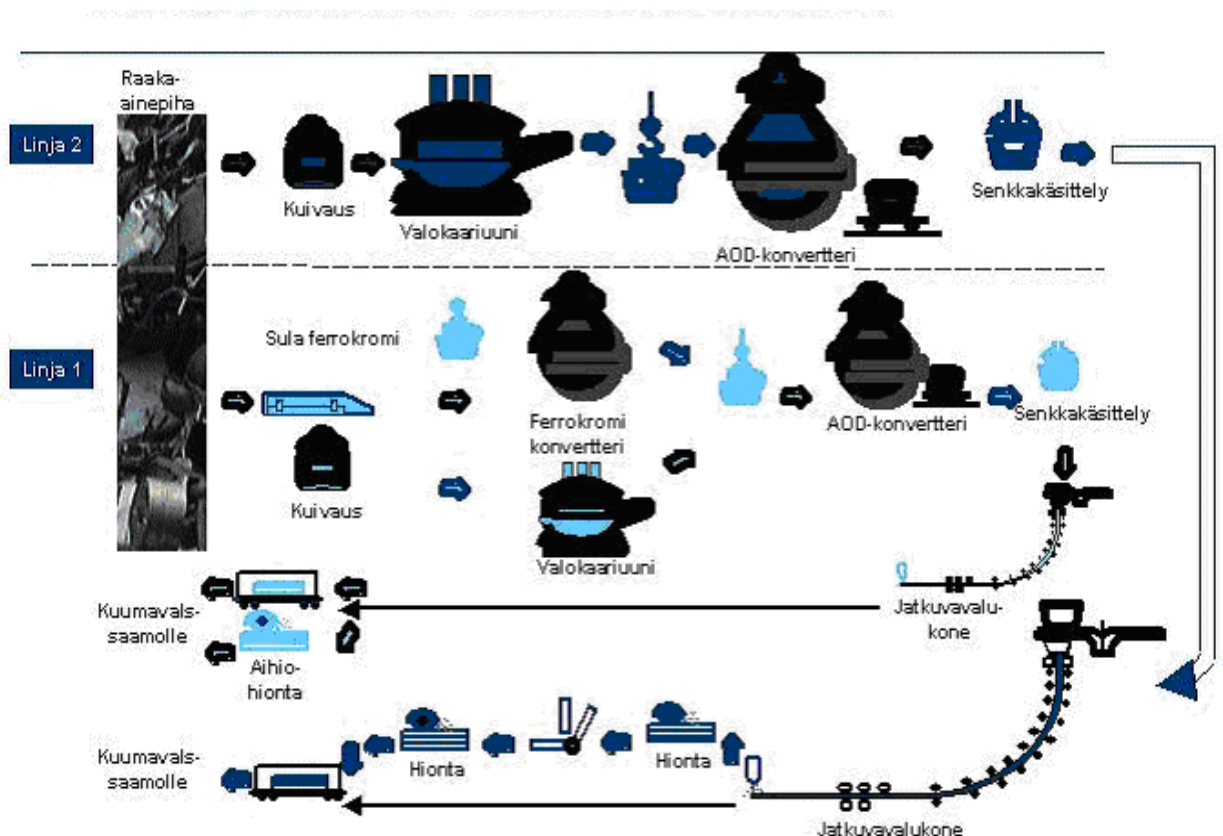 Raaka-
ainepiha
Linja 2
Kuivaus
Valokaariuuni
AOD-konvertteri
Senkkakäsittely
Linja 1
Sula ferrokromi
Kuivaus
Ferrokromi
konvertteri
Valokaariuuni
AOD-konvertteri
Senkkakäsittely
Jatkuvavalu-
kone
Kuumavals-
saamolle
Aihio-
hionta
Kuumavals-
saamolle
Hionta
Hionta
Jatkuvavalukone